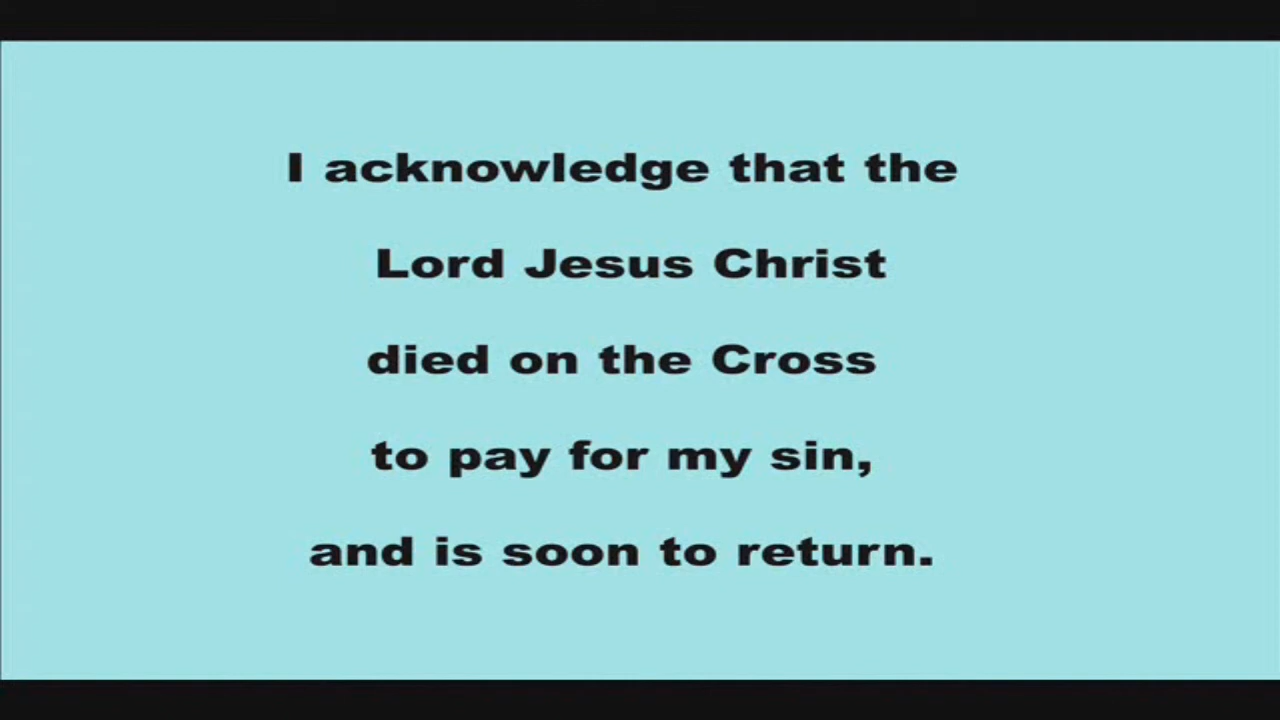 I acknowledge that the
Lord Jesus Christ
died on the Cross
to pay for my sin,
and is soon to return.